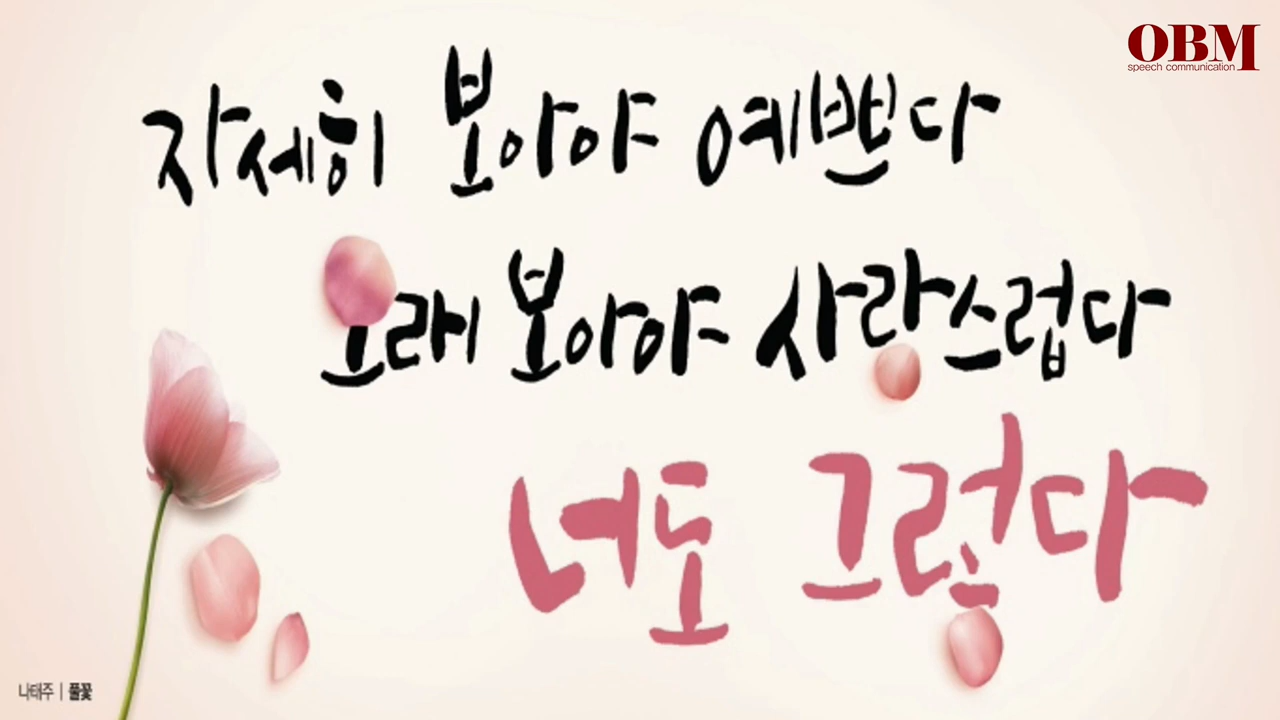 OBM
speech communication
자세히 보아야 예쁘다
오래 보아야 사랑스럽다
너도 그렇다
나태주 | 풀꽃